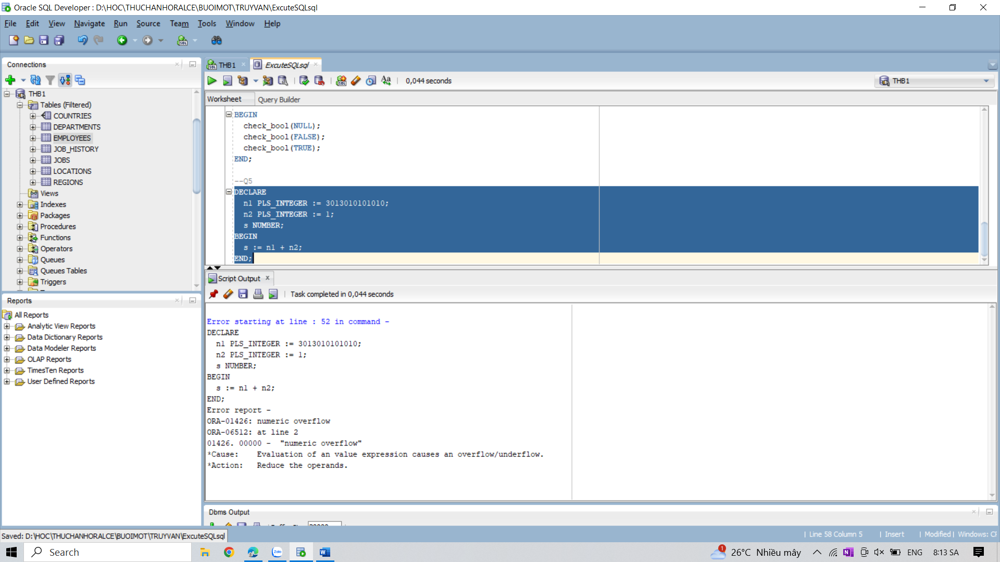 Oracle SQL Developer : D:\HOC\THUCHANHORALCE\BUOIMOT\TRUYVAN\ExcuteSQLsql
File Edit View Navigate Run Source Team Tools Window Help
Connections
THB1
Tables (Filtered)
COUNTRIES
DEPARTMENTS
EMPLOYEES
JOB_HISTORY
JOBS
LOCATIONS
REGIONS
Views
Indexes
Packages
Procedures
Functions
Operators
Queues
Queues Tables
Triggers
Reports
All Reports
Analytic View Reports
Data Dictionary Reports
Data Modeler Reports
OLAP Reports
TimesTen Reports
User Defined Reports
THB1 ExcuteSQLsql
0,044 seconds
THB1
Worksheet Query Builder
BEGIN
check_bool(NULL);
check_bool(FALSE);
check_bool(TRUE);
END;
--Q5
DECLARE
n1 PLS_INTEGER := 3013010101010;
n2 PLS_INTEGER := 1;
s NUMBER;
BEGIN
s := n1 + n2;
END;
Script Output
Task completed in 0,044 seconds
Error starting at line : 52 in command -
DECLARE
n1 PLS_INTEGER := 3013010101010;
n2 PLS_INTEGER := 1;
s NUMBER;
BEGIN
s := n1 + n2;
END;
Error report -
ORA-01426: numeric overflow
ORA-06512: at line 2
01426. 00000 - "numeric overflow"
*Cause: Evaluation of an value expression causes an overflow/underflow.
*Action: Reduce the operands.
Dbms Output
Saved: D:\HOC\THUCHANHORALCE\BUOIMOT\TRUYVAN\ExcuteSQLsql
Line 58 Column 5 | Insert | Modified | Windows: CF
Search
Zalo
1
26°C Nhiều mây
ENG
8:13 SA